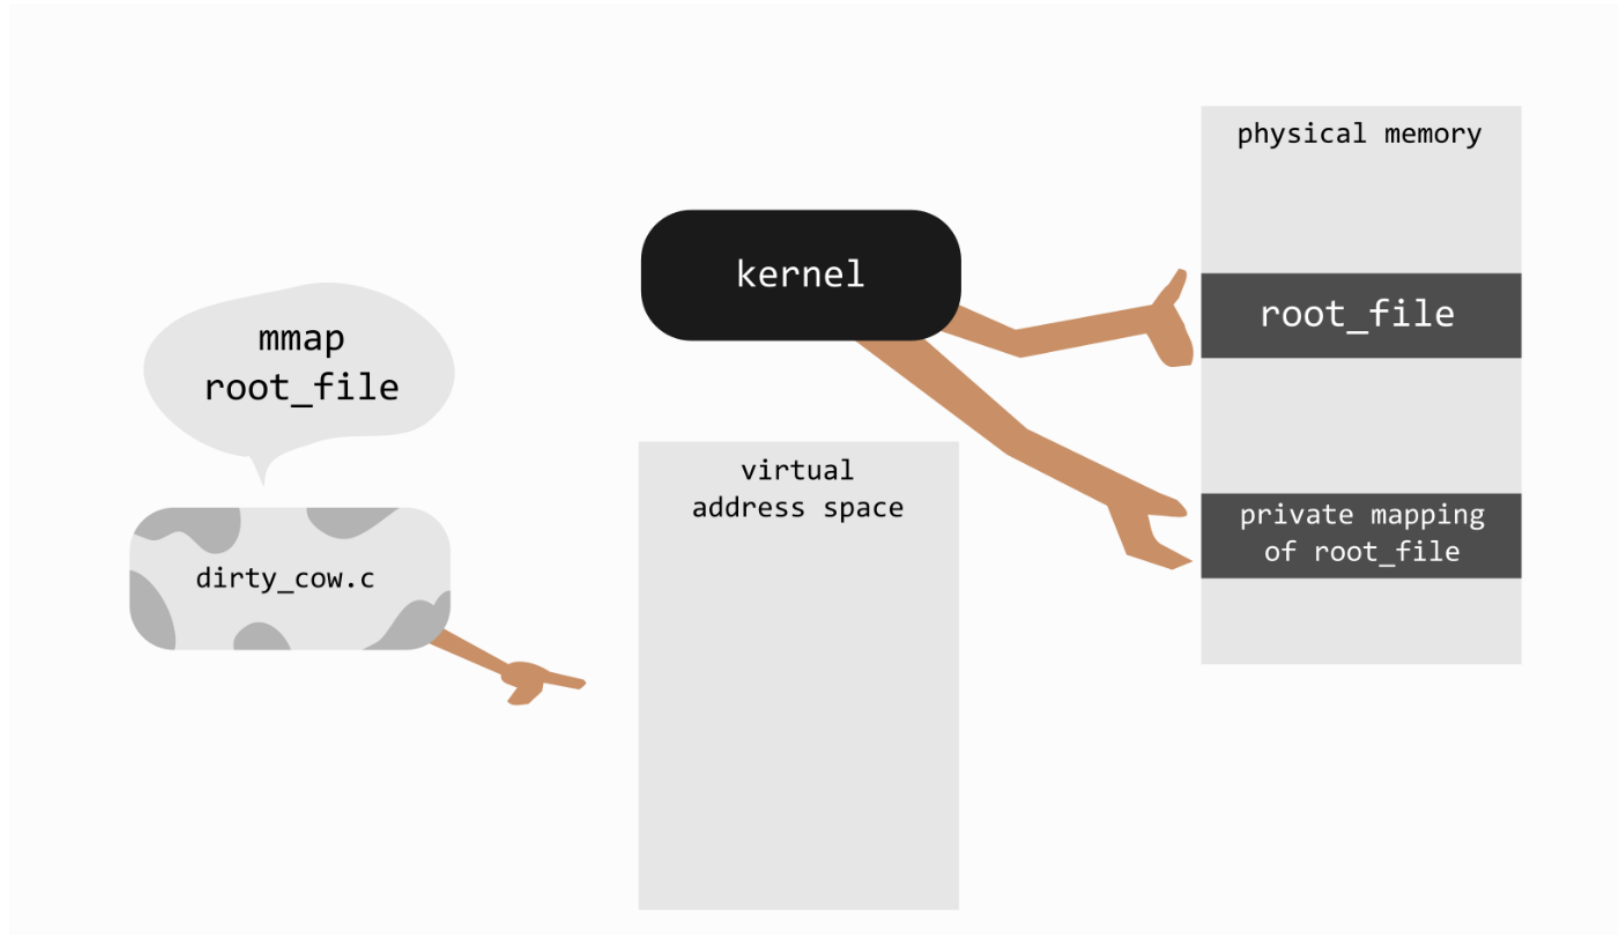 mmap
root_file
dirty_cow.c
kernel
virtual
address space
physical memory
root_file
private mapping
of root_file